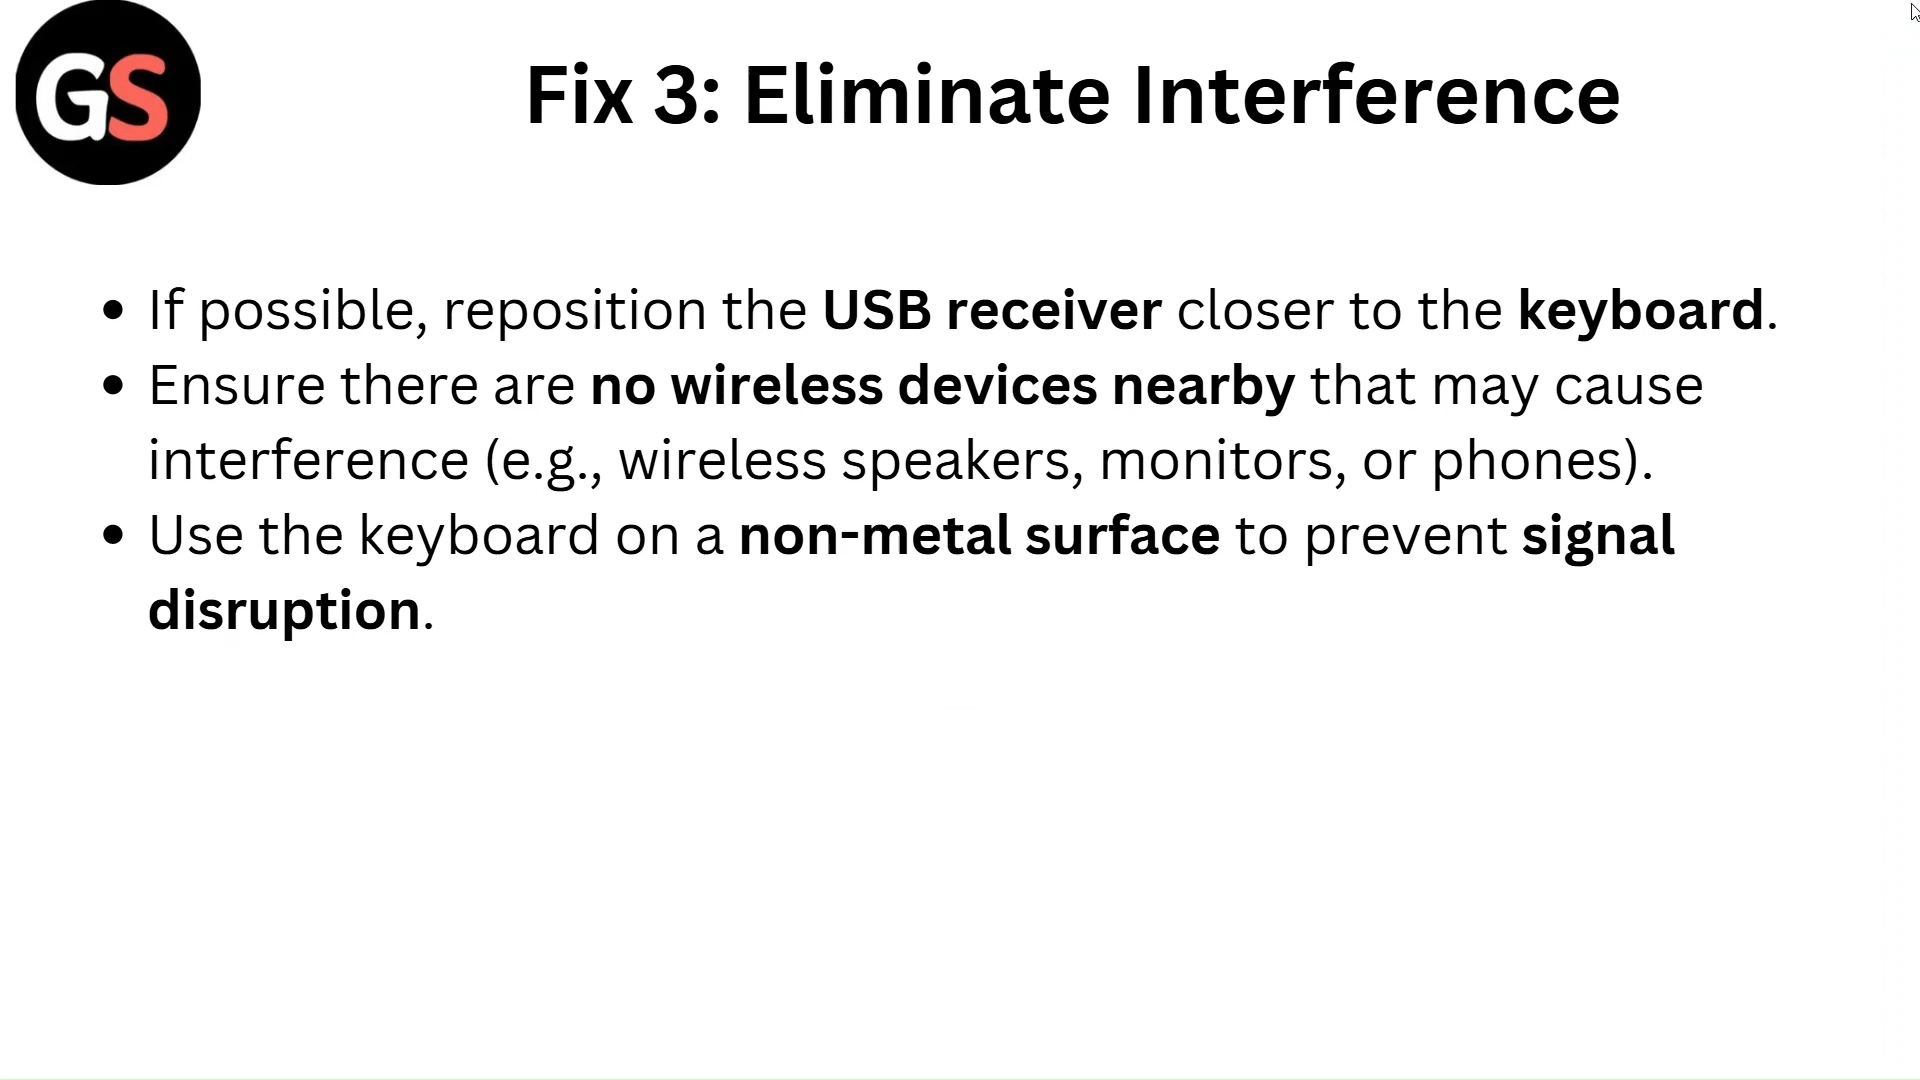 GS
Fix 3: Eliminate Interference
• If possible, reposition the USB receiver closer to the keyboard.
• Ensure there are no wireless devices nearby that may cause
interference (e.g., wireless speakers, monitors, or phones).
• Use the keyboard on a non-metal surface to prevent signal
disruption.